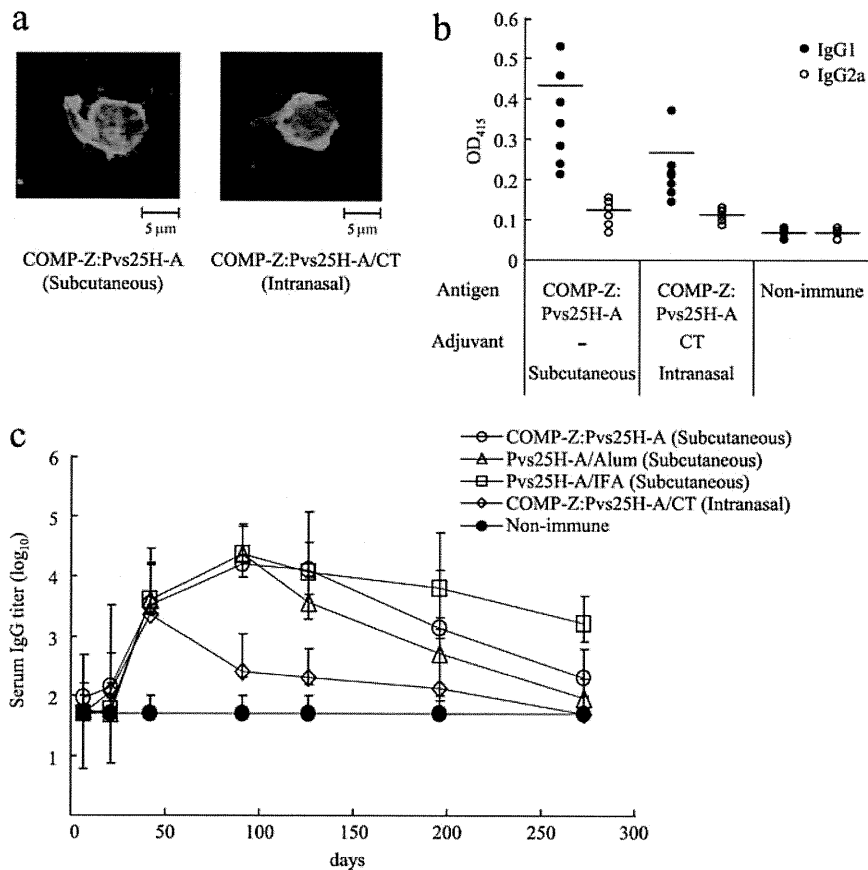 a
5 μm
5 μm
COMP-Z:Pvs25H-A
(Subcutaneous)
COMP-Z:Pvs25H-A/CT
(Intranasal)
b
0.6
0.5
0.4
0.3
0.2
0.1
0
OD415
IgG1
IgG2a
Antigen
COMP-Z:
Pvs25H-A
COMP-Z:
Pvs25H-A
Non-immune
Adjuvant
–
CT
Subcutaneous
Intranasal
c
COMP-Z:Pvs25H-A (Subcutaneous)
Pvs25H-A/Alum (Subcutaneous)
Pvs25H-A/IFA (Subcutaneous)
COMP-Z:Pvs25H-A/CT (Intranasal)
Non-immune
6
5
4
3
2
1
Serum IgG titer (log10)
0 50 100 150 200 250 300
days